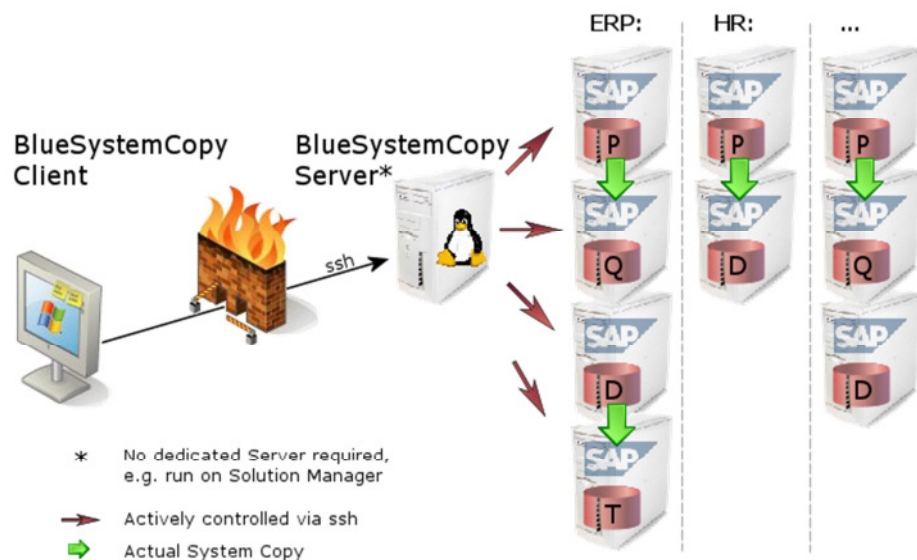 ERP:
HR:
...
SAP
SAP
SAP
P
P
P
BlueSystemCopy
Client
BlueSystemCopy
Server*
ssh
SAP
SAP
SAP
Q
D
Q
SAP
SAP
D
D
SAP
T
* No dedicated Server required,
e.g. run on Solution Manager
Actively controlled via ssh
Actual System Copy